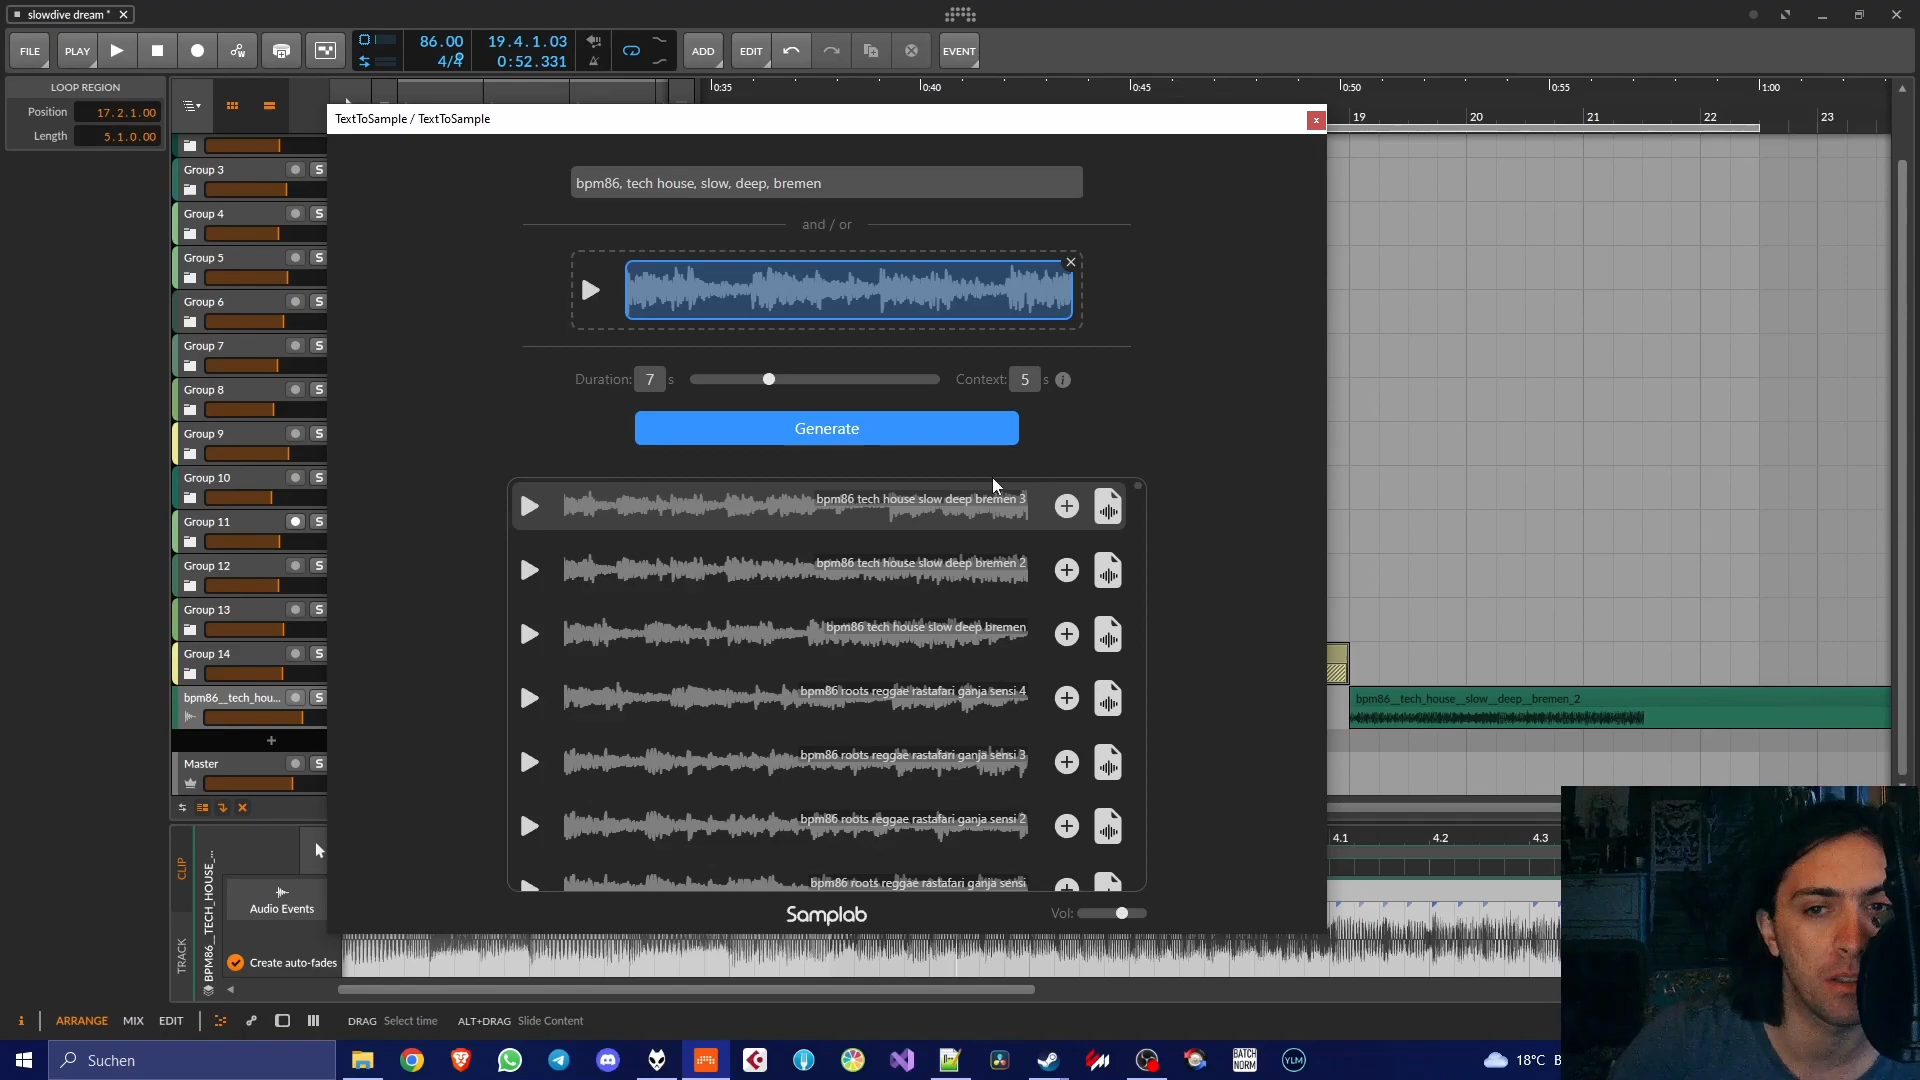 slowdive dream *
FILE
PLAY
86.00
4/4
19.4.1.03
0:52.331
ADD
EDIT
EVENT
LOOP REGION
Position 17.2.1.00
Length 5.1.0.00
0:35
0:40
0:45
0:50
0:55
1:00
19
20
21
22
23
TextToSample / TextToSample
bpm86, tech house, slow, deep, bremen
and / or
Duration: 7 s
Context: 5 s
Generate
bpm86 tech house slow deep bremen 3
bpm86 tech house slow deep bremen 2
bpm86 tech house slow deep bremen
bpm86 roots reggae rastafari ganja sensi 4
bpm86 roots reggae rastafari ganja sensi 3
bpm86 roots reggae rastafari ganja sensi 2
bpm86 roots reggae rastafari ganja sensi
Samplab
Vol:
Group 3 S
Group 4 S
Group 5 S
Group 6 S
Group 7 S
Group 8 S
Group 9 S
Group 10 S
Group 11 S
Group 12 S
Group 13 S
Group 14 S
bpm86__tech_hou... S
Master S
bpm86__tech_house__slow__deep__bremen_2
4.1
4.2
4.3
CLIP
TRACK
BPM86__TECH_HOUSE_...
Audio Events
Create auto-fades
i
ARRANGE
MIX
EDIT
DRAG Select time
ALT+DRAG Slide Content
Suchen
BATCH
NORM
YLM
18°C